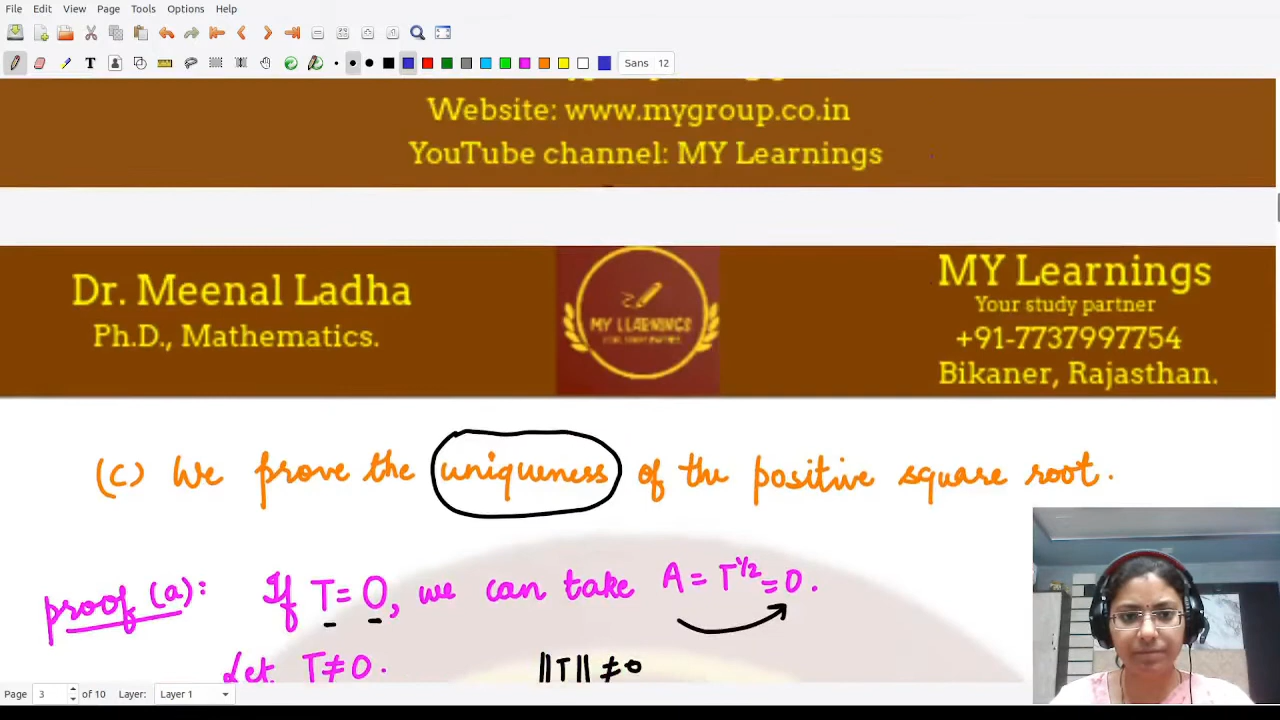 File Edit View Page Tools Options Help
Sans 12
Website: www.mygroup.co.in
YouTube channel: MY Learnings
Dr. Meenal Ladha
Ph.D., Mathematics.
MY LEARNINGS
MY Learnings
Your study partner
+91-7737997754
Bikaner, Rajasthan.
(c) We prove the uniqueness of the positive square root.
proof (a): If T = 0, we can take A = T^1/2 = 0.
Let T ≠ 0. ||T|| ≠ 0
Page 3 of 10 Layer: Layer 1